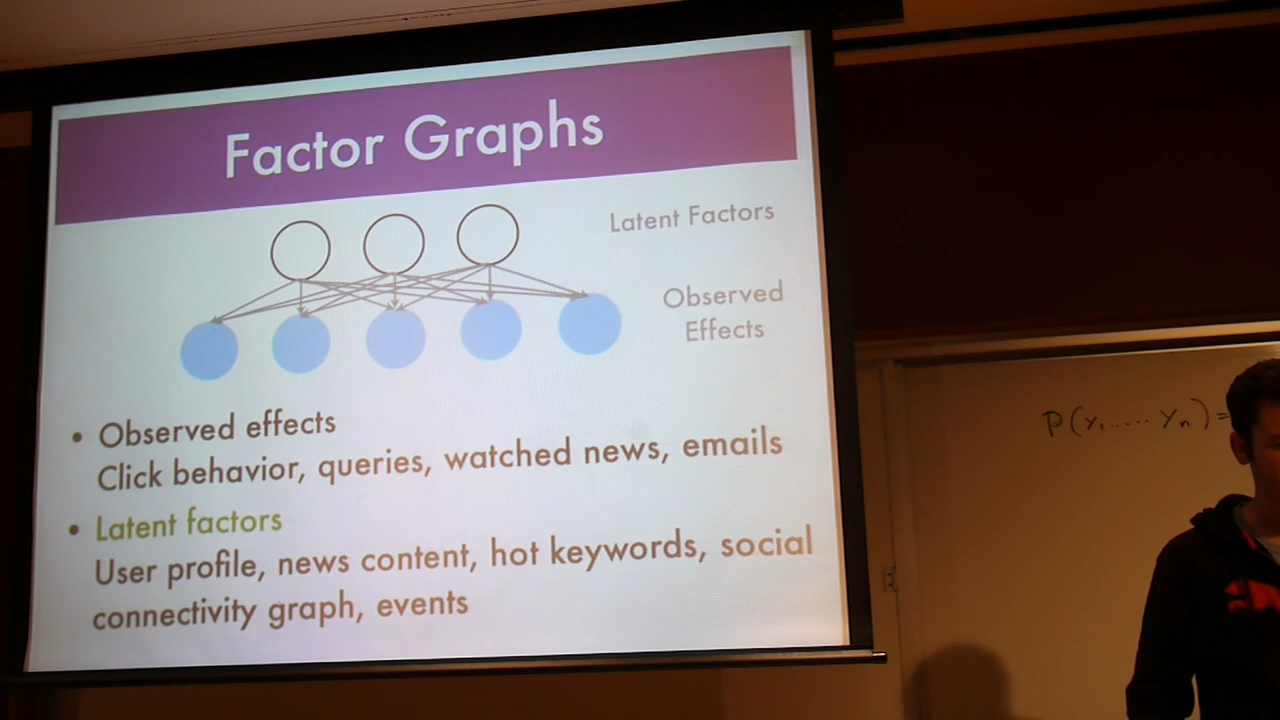 Factor Graphs
Latent Factors
Observed
Effects
• Observed effects
Click behavior, queries, watched news, emails
• Latent factors
User profile, news content, hot keywords, social
connectivity graph, events
P(y₁ ..... yₙ) =